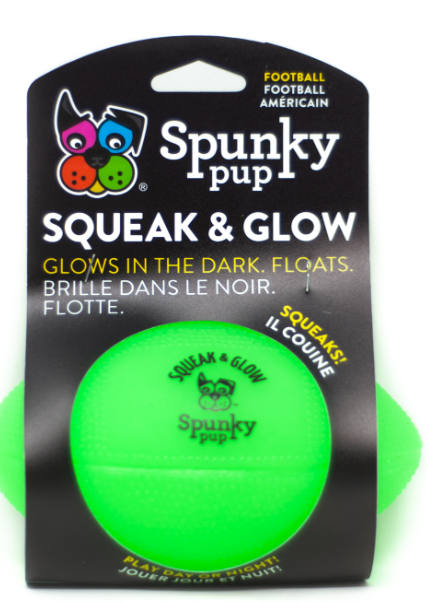 FOOTBALL
FOOTBALL
AMÉRICAIN
Spunky
pup
®
SQUEAK & GLOW
GLOWS IN THE DARK. FLOATS.
BRILLE DANS LE NOIR.
FLOTTE.
SQUEAKS!
IL COUINE
SQUEAK & GLOW
Spunky
pup
PLAY DAY OR NIGHT!
JOUER JOUR ET NUIT!